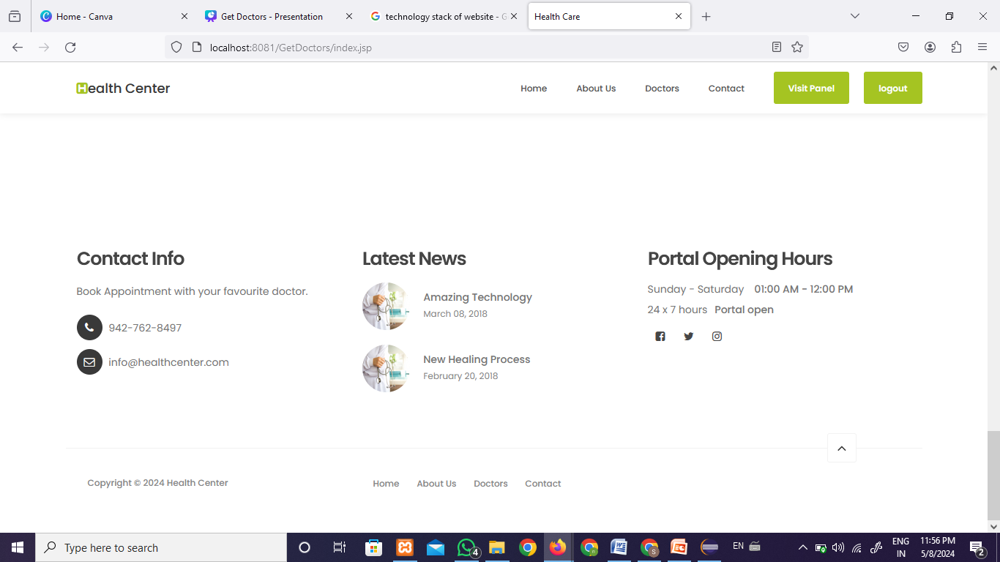 Home - Canva
Get Doctors - Presentation
technology stack of website - G
Health Care
localhost:8081/GetDoctors/index.jsp
Health Center
Home
About Us
Doctors
Contact
Visit Panel
logout
Contact Info
Book Appointment with your favourite doctor.
942-762-8497
info@healthcenter.com
Latest News
Amazing Technology
March 08, 2018
New Healing Process
February 20, 2018
Portal Opening Hours
Sunday - Saturday 01:00 AM - 12:00 PM
24 x 7 hours Portal open
Copyright © 2024 Health Center
Home
About Us
Doctors
Contact
Type here to search
4
S
EN
ENG
IN
11:56 PM
5/8/2024
2